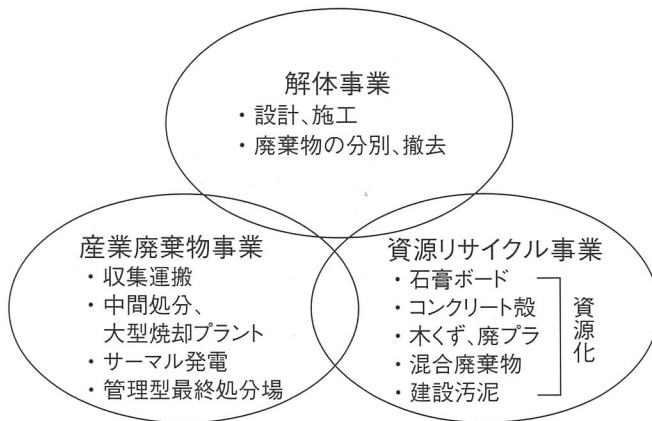 解体事業
・設計、施工
・廃棄物の分別、撤去
産業廃棄物事業
・収集運搬
・中間処分、
大型焼却プラント
・サーマル発電
・管理型最終処分場
資源リサイクル事業
・石膏ボード
・コンクリート殻
・木くず、廃プラ
・混合廃棄物
・建設汚泥
資源化